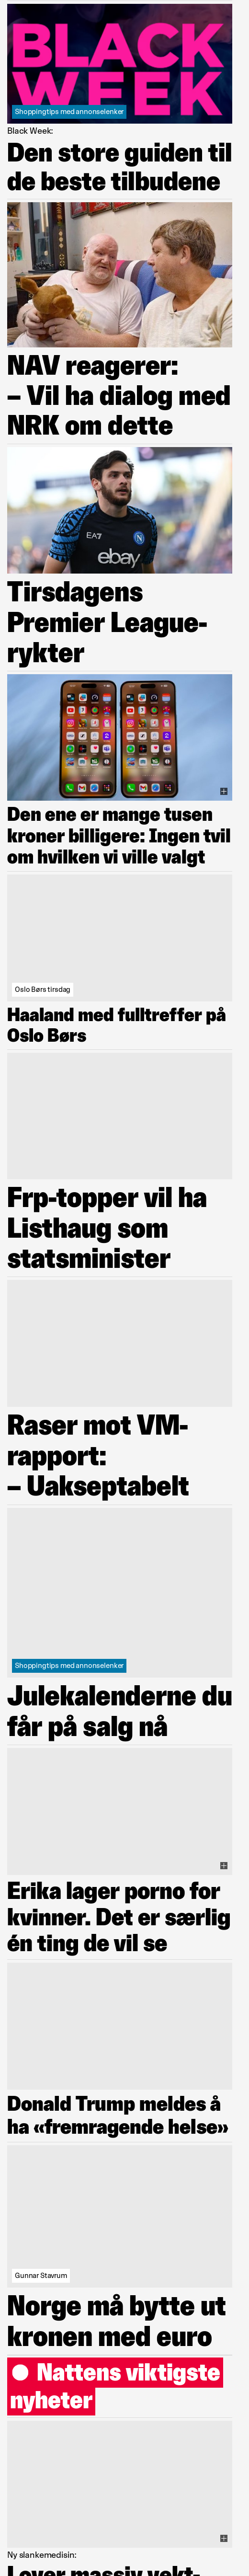 BLACK
WEEK
Shoppingtips med annonselenker
Black Week:
Den store guiden til
de beste tilbudene
NAV reagerer:
– Vil ha dialog med
NRK om dette
EA7
ebay
Tirsdagens
Premier League-
rykter
Den ene er mange tusen
kroner billigere: Ingen tvil
om hvilken vi ville valgt
Oslo Børs tirsdag
Haaland med fulltreffer på
Oslo Børs
Frp-topper vil ha
Listhaug som
statsminister
Raser mot VM-
rapport:
– Uakseptabelt
Shoppingtips med annonselenker
Julekalenderne du
får på salg nå
Erika lager porno for
kvinner. Det er særlig
én ting de vil se
Donald Trump meldes å
ha «fremragende helse»
Gunnar Stavrum
Norge må bytte ut
kronen med euro
Nattens viktigste
nyheter
Ny slankemedisin:
Lover massiv vekt-